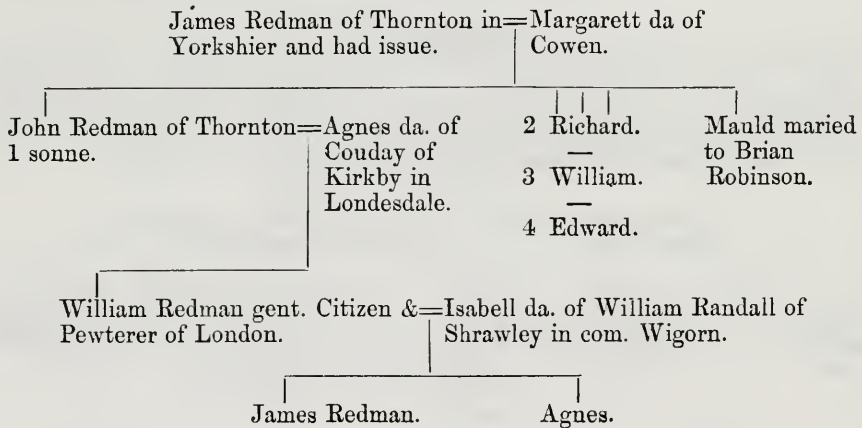 James Redman of Thornton in=Margarett da of
Yorkshier and had issue. Cowen.
John Redman of Thornton=Agnes da. of
1 sonne. Couday of
Kirkby in
Londesdale.
2 Richard.
—
3 William.
—
4 Edward.
Mauld maried
to Brian
Robinson.
William Redman gent. Citizen &=Isabell da. of William Randall of
Pewterer of London. Shrawley in com. Wigorn.
James Redman. Agnes.